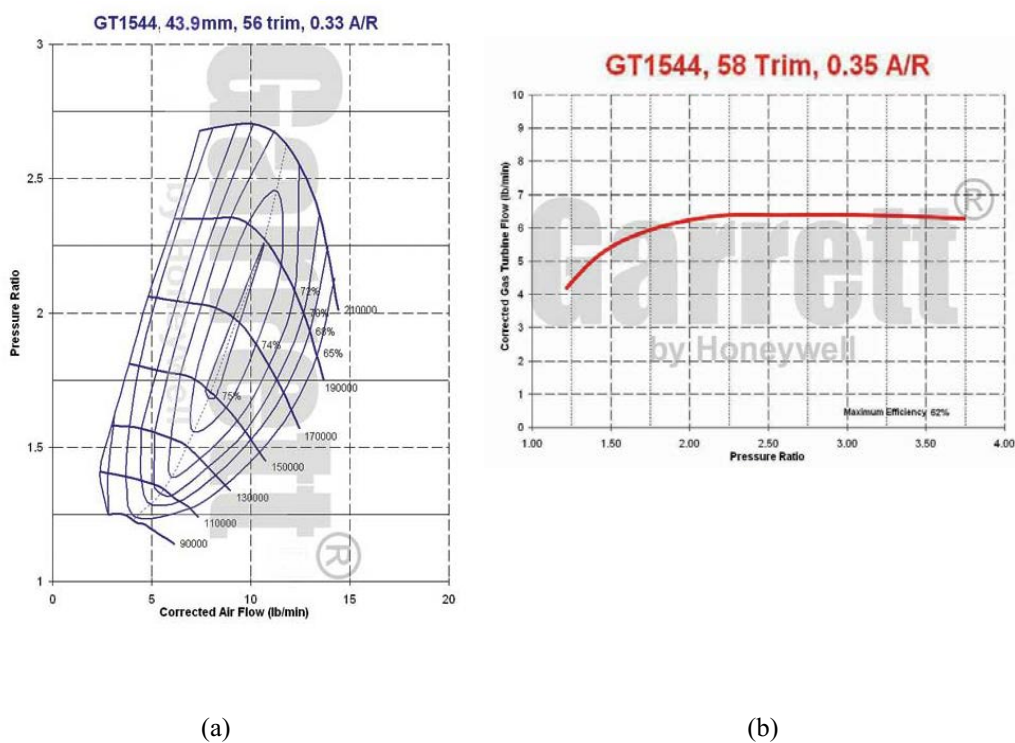 GT1544, 43.9mm, 56 trim, 0.33 A/R
3
2.5
2
1.5
1
Pressure Ratio
72%
70%
68%
65%
74%
75%
210000
190000
170000
150000
130000
110000
90000
0 5 10 15 20
Corrected Air Flow (lb/min)
Garrett
by Honeywell
®
(a)
GT1544, 58 Trim, 0.35 A/R
10
9
8
7
6
5
4
3
2
1
0
Corrected Gas Turbine Flow (lb/min)
Garrett®
by Honeywell
Maximum Efficiency 62%
1.00 1.50 2.00 2.50 3.00 3.50 4.00
Pressure Ratio
(b)